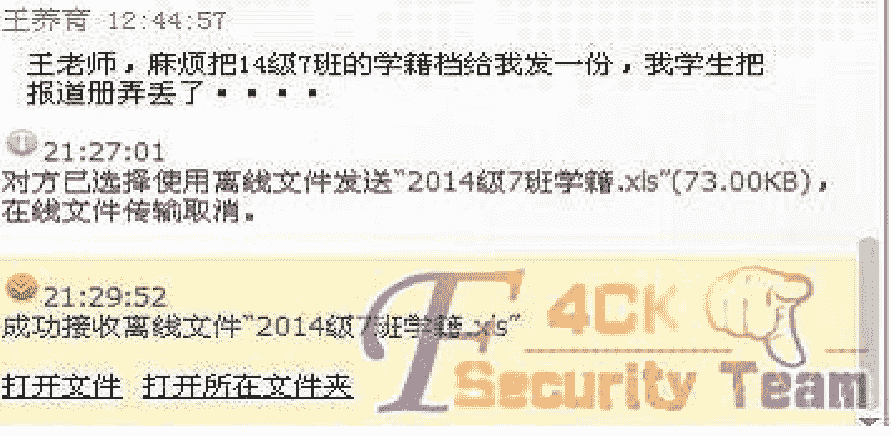 王养育 12:44:57
王老师，麻烦把14级7班的学籍档给我发一份，我学生把
报道册弄丢了····
21:27:01
对方已选择使用离线文件发送“2014级7班学籍.xls”(73.00KB)，
在线文件传输取消。
21:29:52
成功接收离线文件“2014级7班学籍.xls”
打开文件 打开所在文件夹
F4CK
Security Team